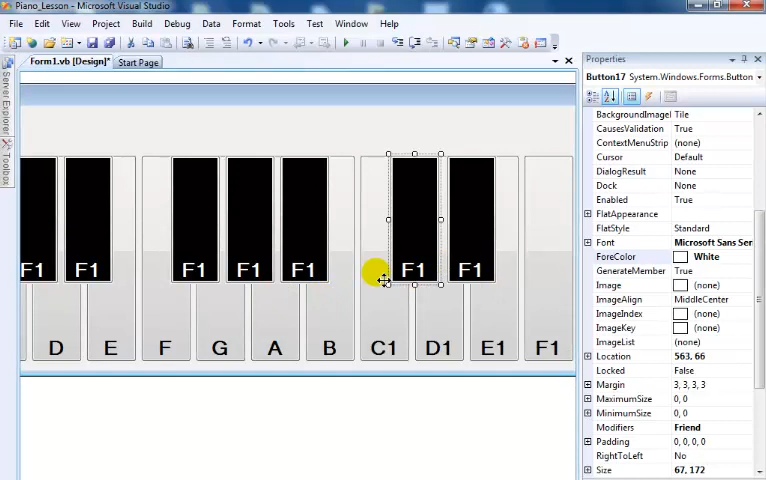 Piano_Lesson - Microsoft Visual Studio
File Edit View Project Build Debug Data Format Tools Test Window Help
Form1.vb [Design]* Start Page
Server Explorer
Toolbox
F1 F1 F1 F1 F1 F1 F1
D E F G A B C1 D1 E1 F1
Properties
Button17 System.Windows.Forms.Button
BackgroundImagel Tile
CausesValidation True
ContextMenuStrip (none)
Cursor Default
DialogResult None
Dock None
Enabled True
FlatAppearance
FlatStyle Standard
Font Microsoft Sans Ser
ForeColor White
GenerateMember True
Image (none)
ImageAlign MiddleCenter
ImageIndex (none)
ImageKey (none)
ImageList (none)
Location 563, 66
Locked False
Margin 3, 3, 3, 3
MaximumSize 0, 0
MinimumSize 0, 0
Modifiers Friend
Padding 0, 0, 0, 0
RightToLeft No
Size 67, 172